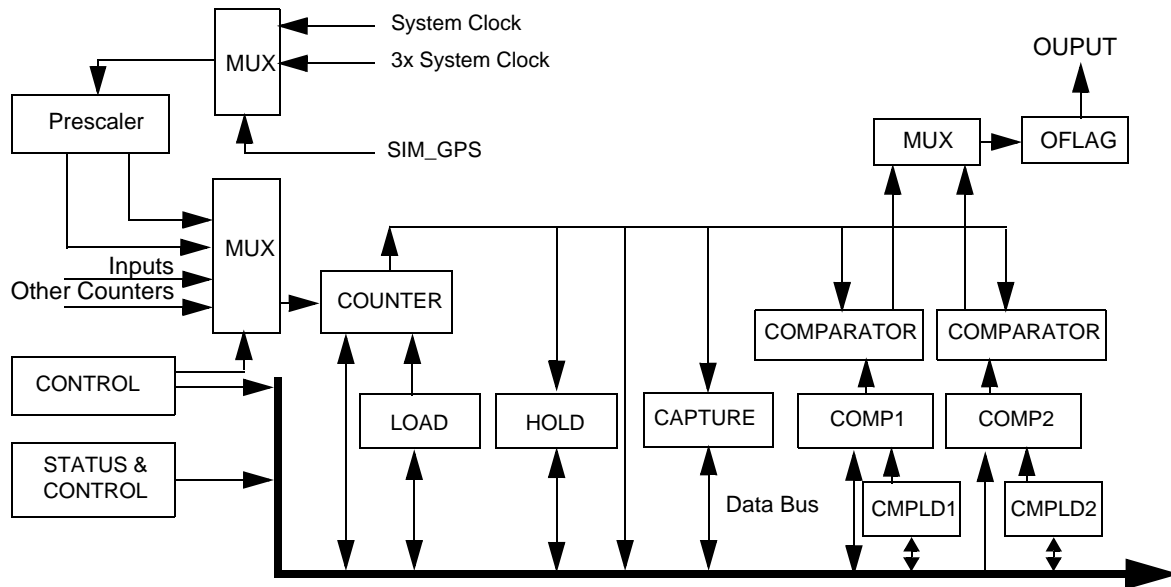 System Clock
OUPUT
MUX
3x System Clock
Prescaler
MUX
OFLAG
SIM_GPS
MUX
Inputs
Other Counters
COUNTER
COMPARATOR
COMPARATOR
CONTROL
LOAD
HOLD
CAPTURE
COMP1
COMP2
STATUS &
CONTROL
Data Bus
CMPLD1
CMPLD2